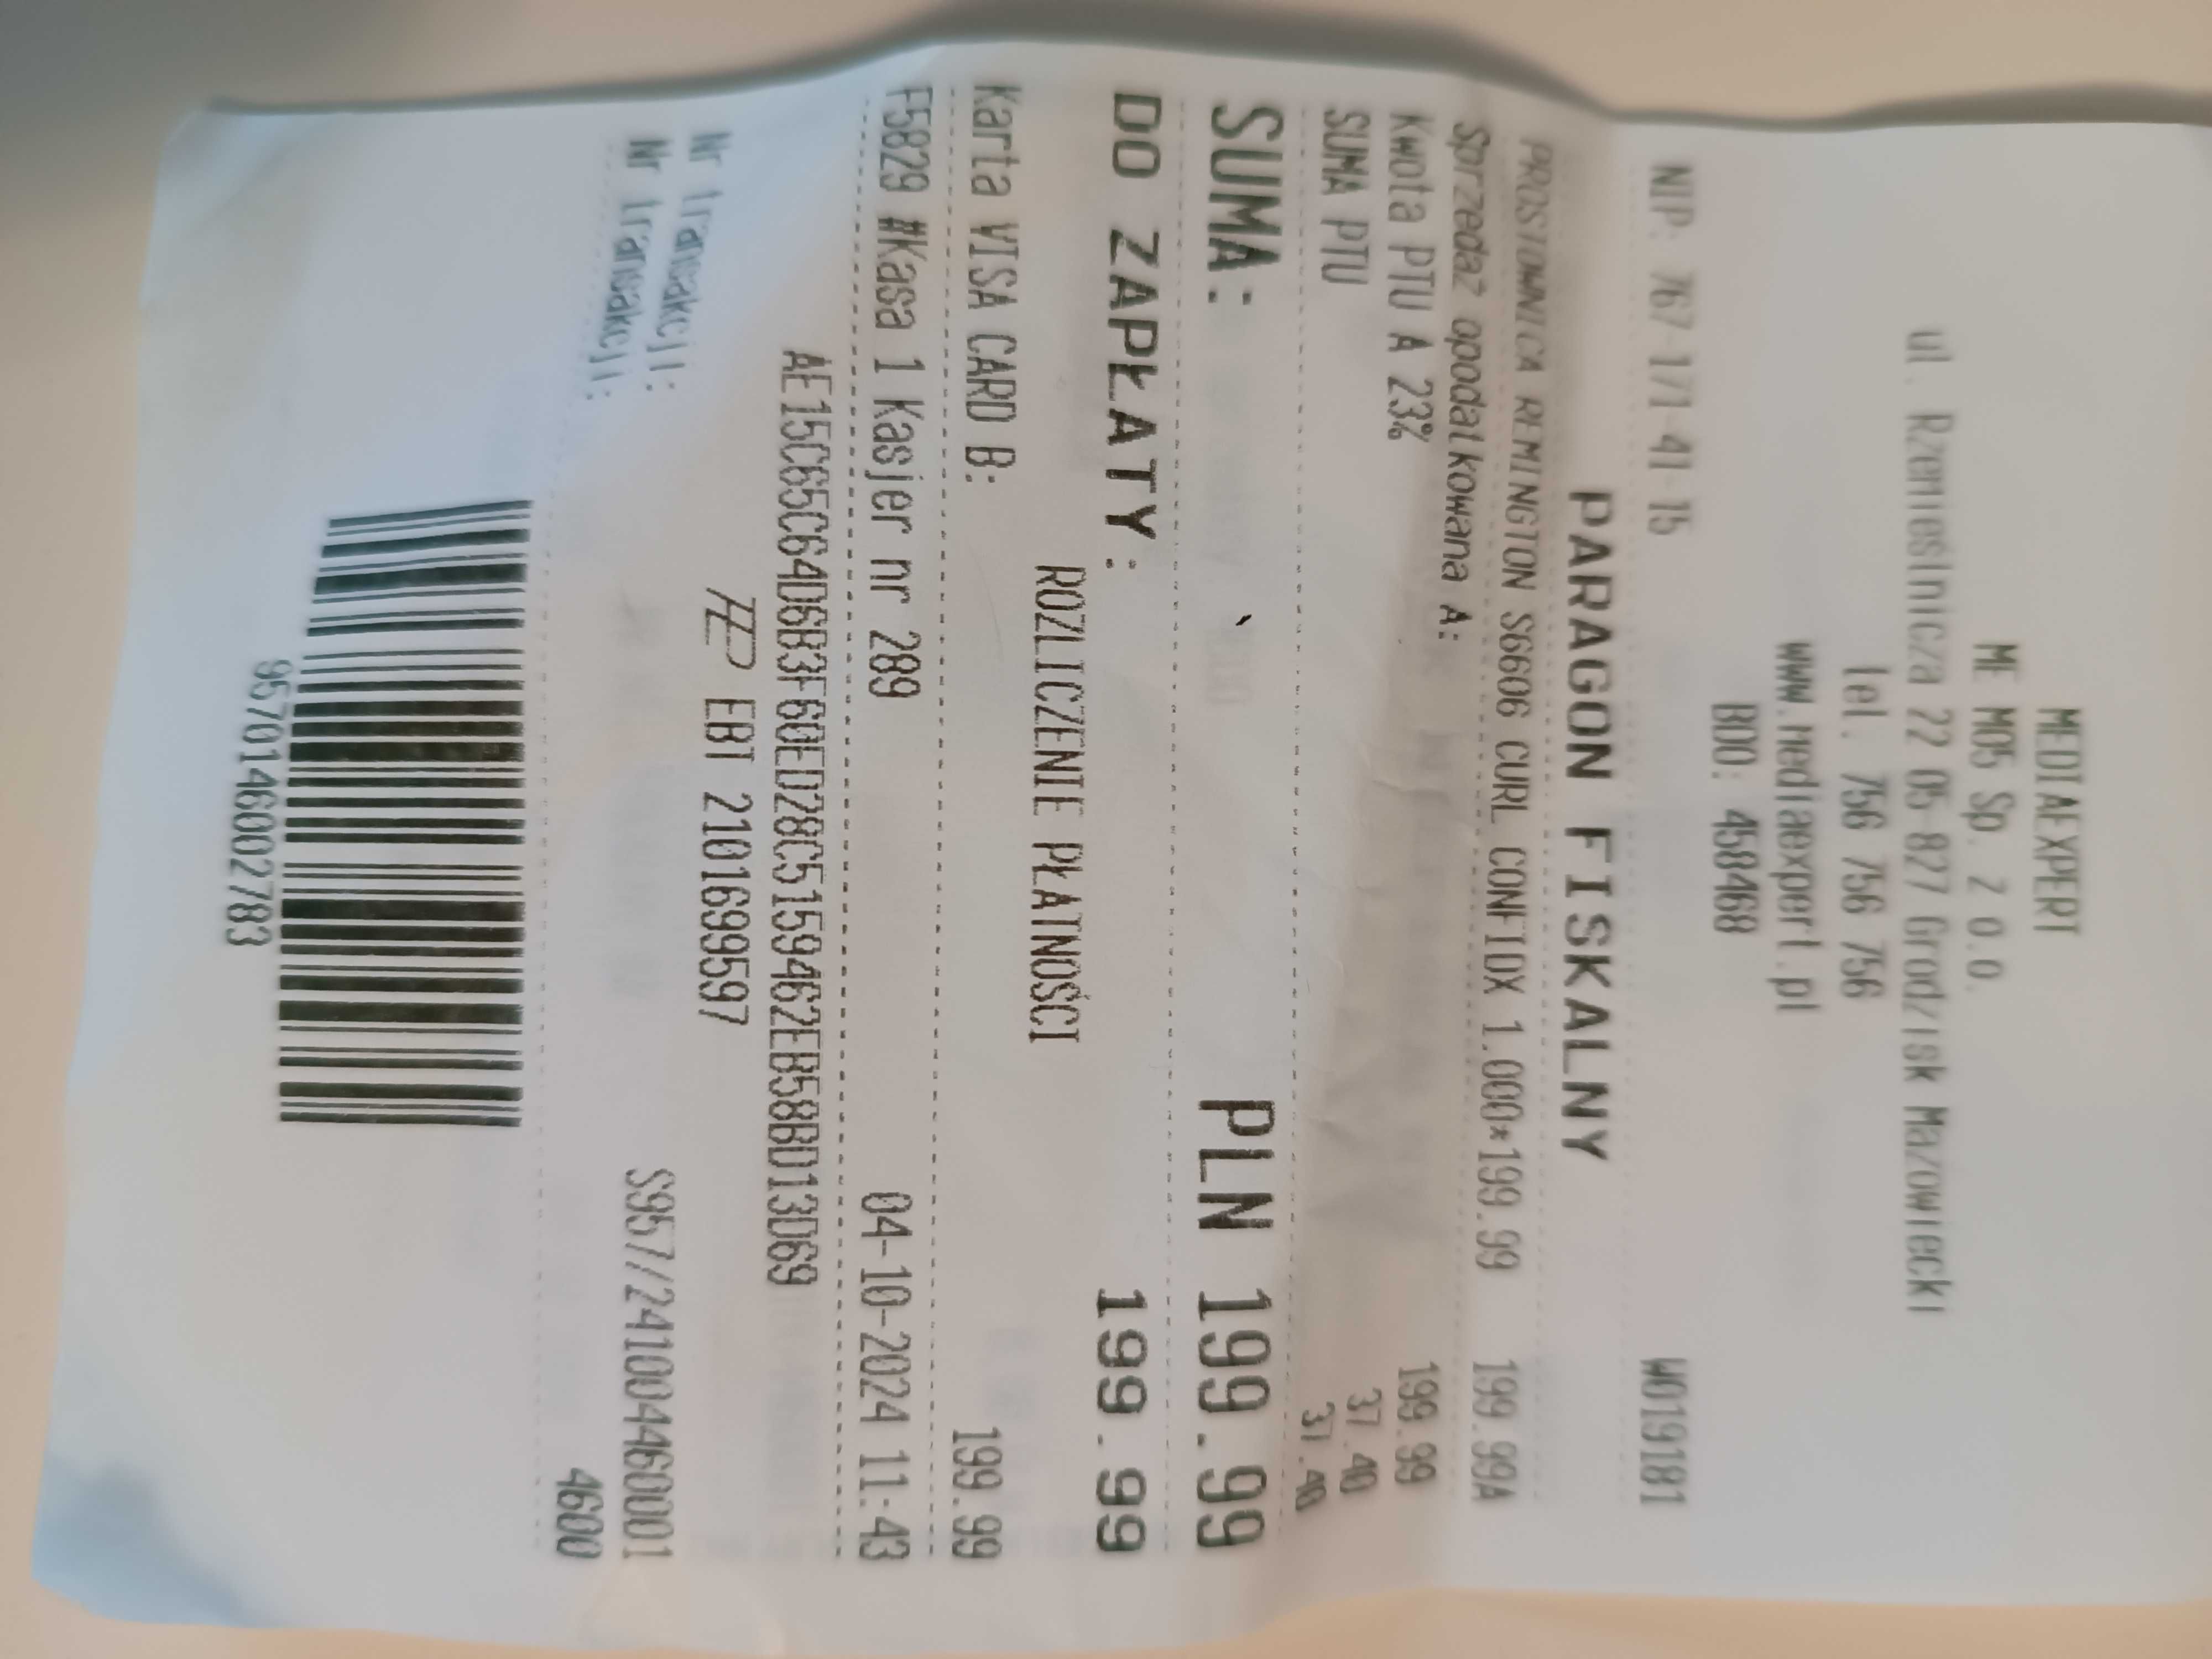 MEDIAEXPERT
ME M05 Sp. z o.o.
ul. Rzemieślnicza 22 05-827 Grodzisk Mazowiecki
tel. 756 756 756
www.mediaexpert.pl
BDO: 458468
NIP: 767-171-41-15 W019181
PARAGON FISKALNY
PROSTOWNICA REMINGTON S6606 CURL CONFIDX 1.000*199.99 199.99A
Sprzedaż opodatkowana A: 199.99
Kwota PTU A 23% 37.40
SUMA PTU 37.40
SUMA: PLN 199.99
DO ZAPŁATY: 199.99
ROZLICZENIE PŁATNOŚCI
Karta VISA CARD B: 199.99
F5829 #Kasa 1 Kasjer nr 289 04-10-2024 11:43
AE15C65C64D6B3F60ED28C5159462EB58BD13D69
EBT 2101699597
Nr transakcji: S957/241004460001
Nr transakcji: 4600
9570146002783